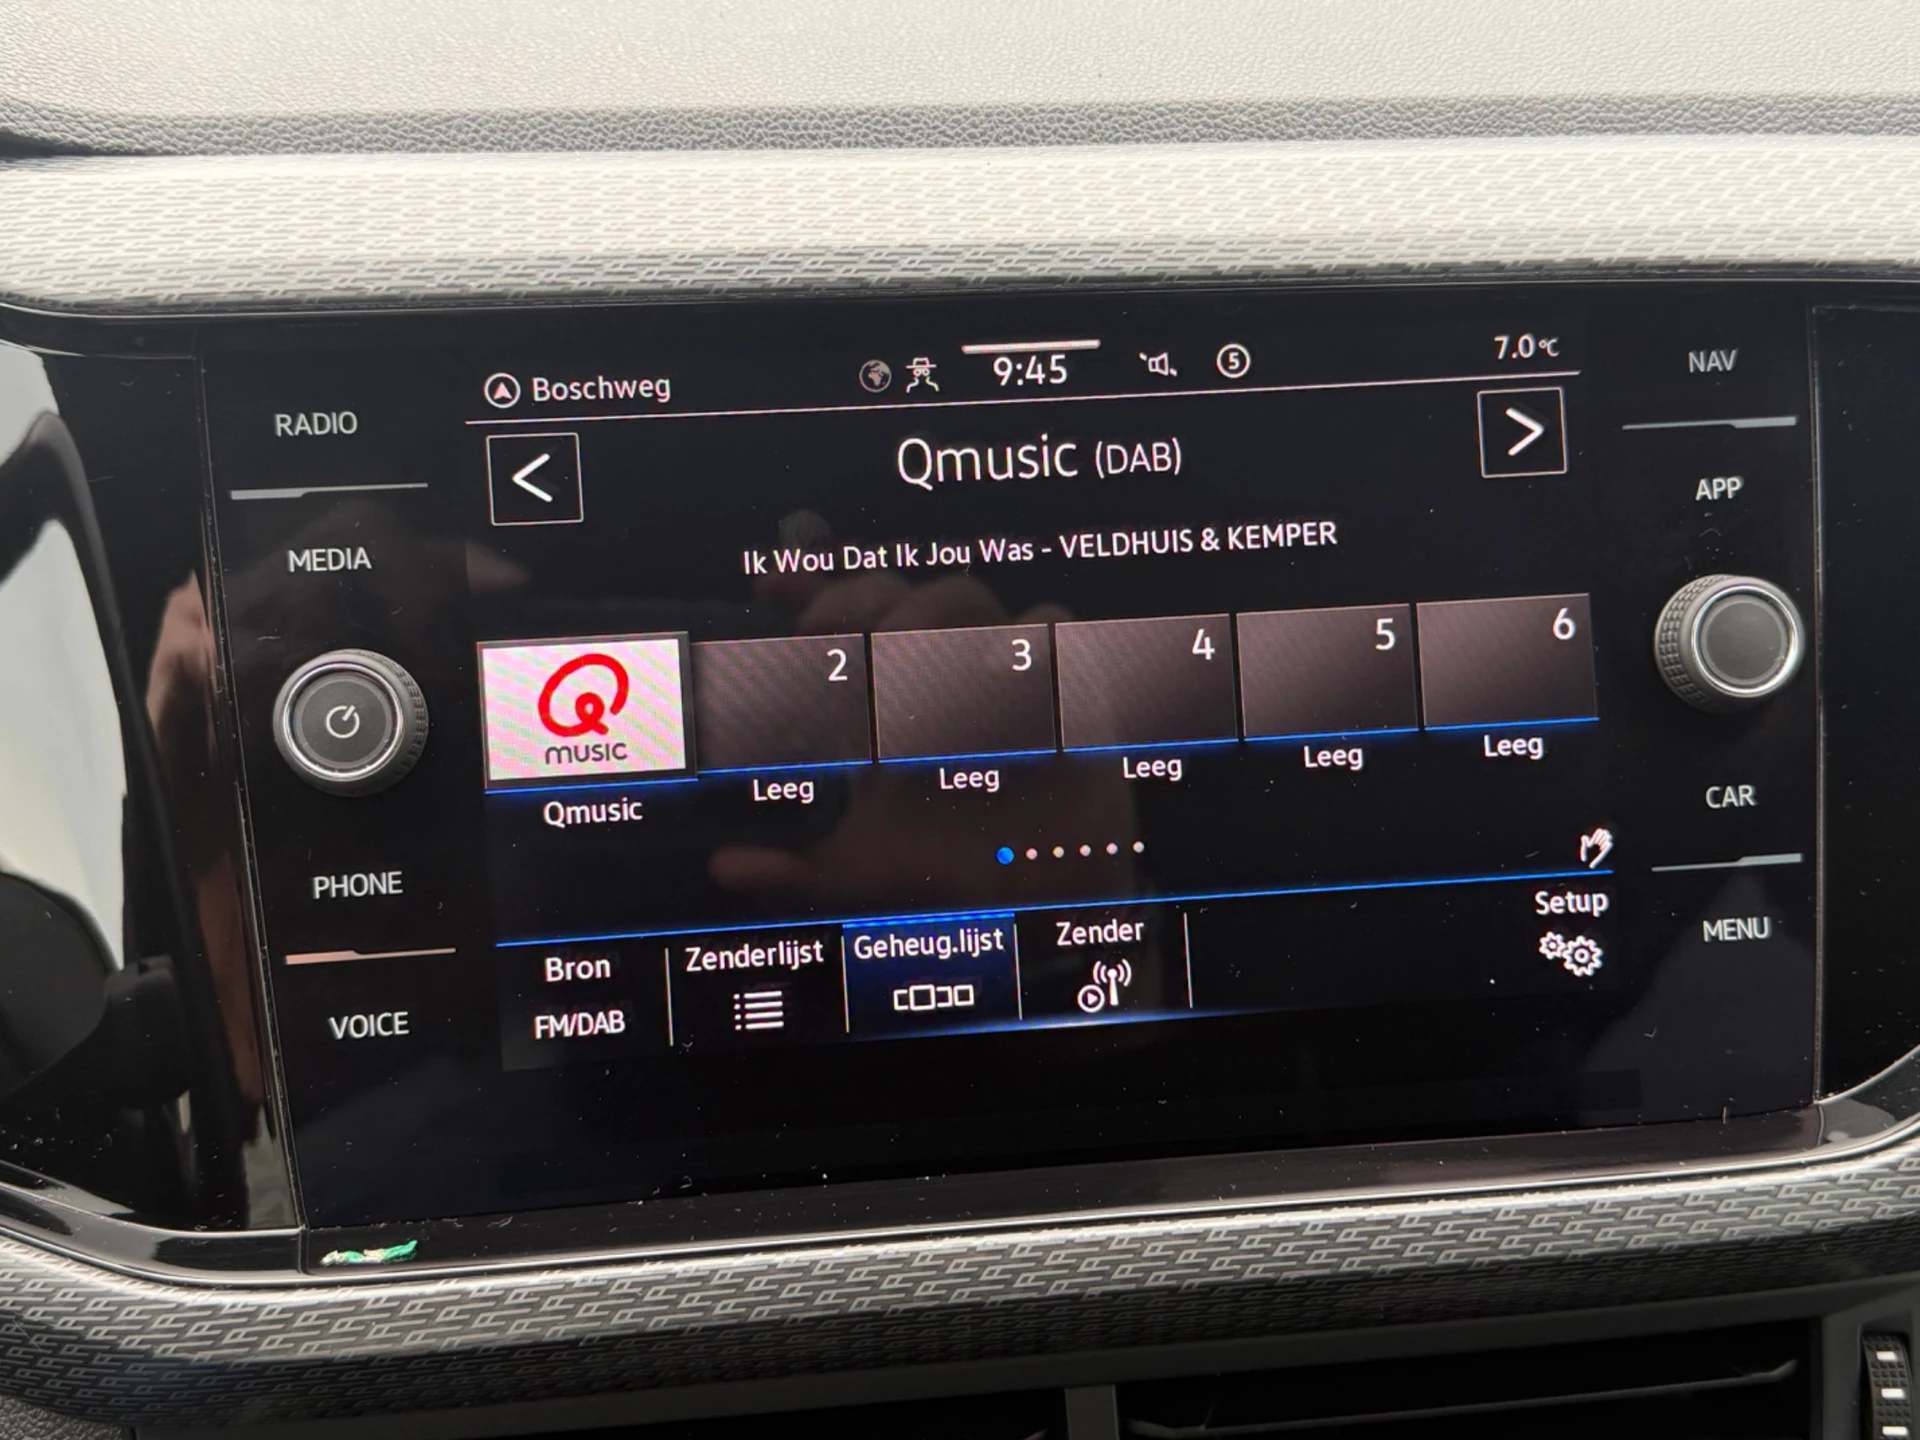 RADIO
MEDIA
PHONE
VOICE
Boschweg
9:45
5
7.0°C
<
Qmusic (DAB)
>
Ik Wou Dat Ik Jou Was - VELDHUIS & KEMPER
MUSIC
2
3
4
5
6
Qmusic
Leeg
Leeg
Leeg
Leeg
Leeg
Bron
FM/DAB
Zenderlijst
Geheug.lijst
Zender
Setup
NAV
APP
CAR
MENU